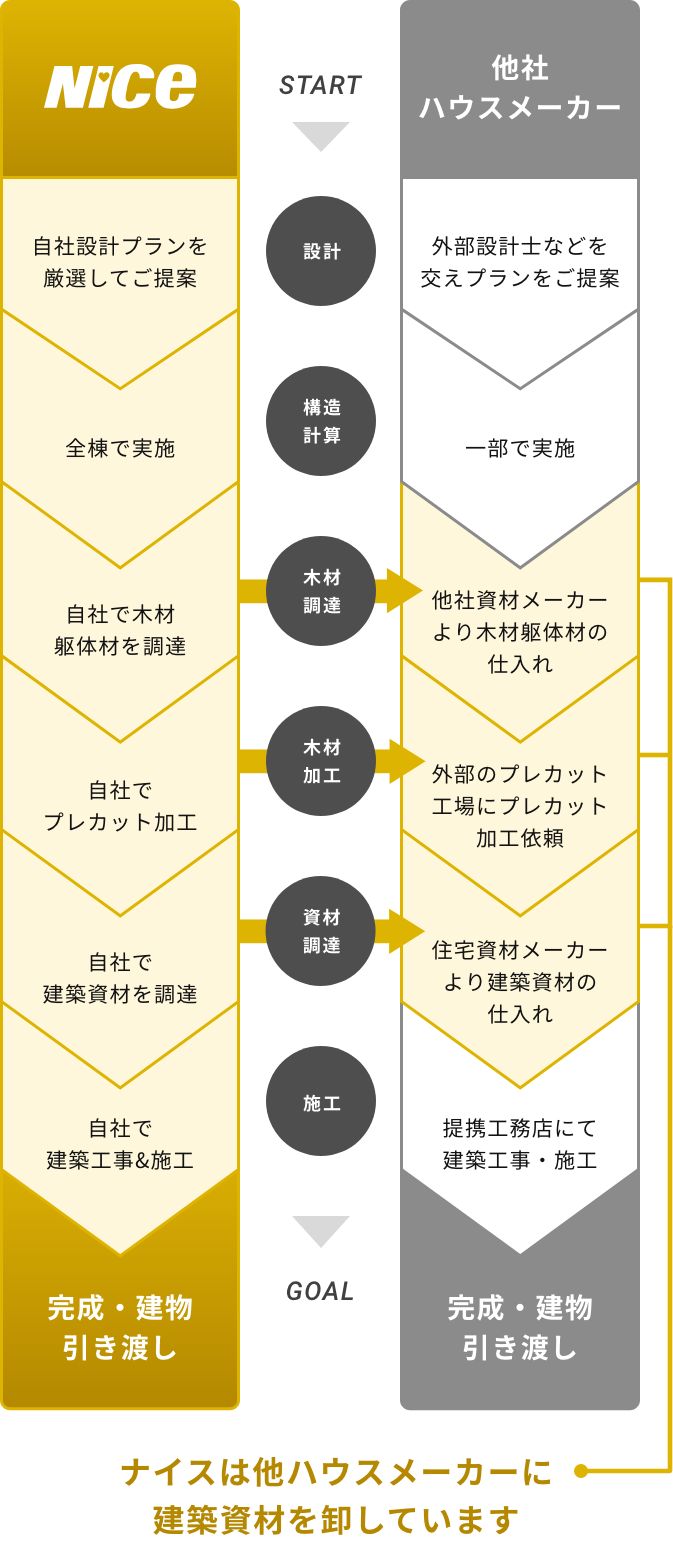 NiCE
START
他社
ハウスメーカー
自社設計プランを
厳選してご提案
設計
外部設計士などを
交えプランをご提案
全棟で実施
構造
計算
一部で実施
自社で木材
躯体材を調達
木材
調達
他社資材メーカー
より木材躯体材の
仕入れ
自社で
プレカット加工
木材
加工
外部のプレカット
工場にプレカット
加工依頼
自社で
建築資材を調達
資材
調達
住宅資材メーカー
より建築資材の
仕入れ
自社で
建築工事&施工
施工
提携工務店にて
建築工事・施工
完成・建物
引き渡し
GOAL
完成・建物
引き渡し
ナイスは他ハウスメーカーに
建築資材を卸しています